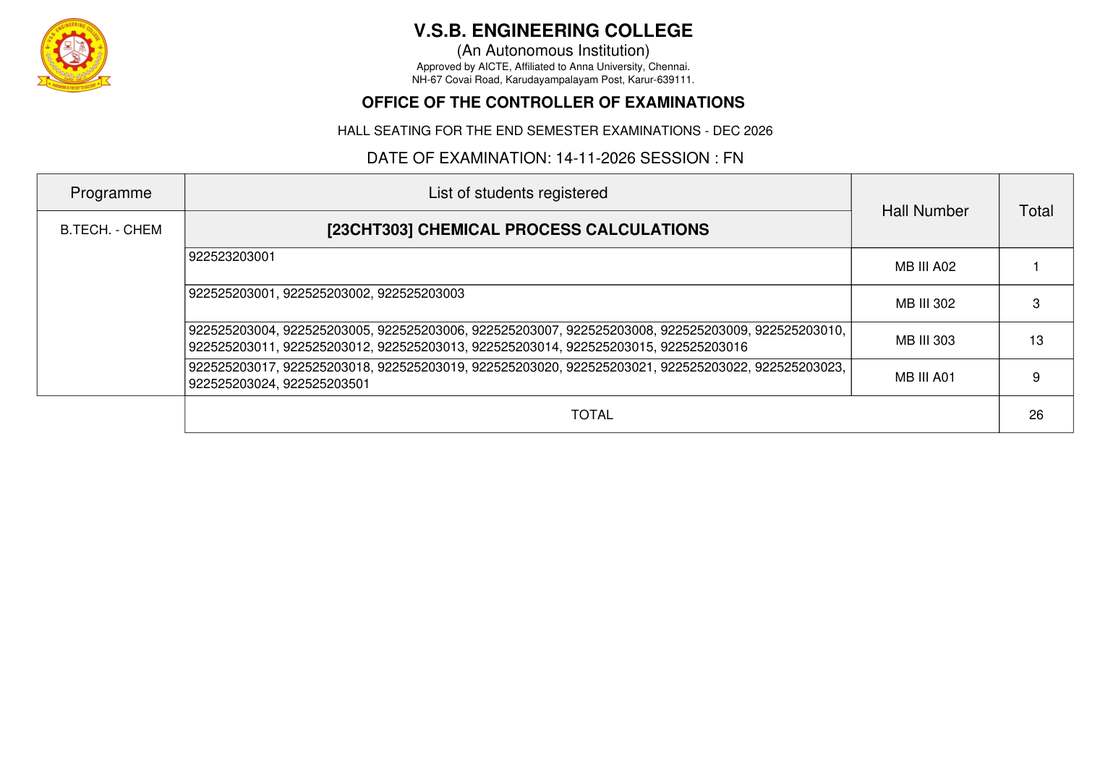 V.S.B. ENGINEERING COLLEGE
(An Autonomous Institution)
Approved by AICTE, Affiliated to Anna University, Chennai.
NH-67 Covai Road, Karudayampalayam Post, Karur-639111.
OFFICE OF THE CONTROLLER OF EXAMINATIONS
HALL SEATING FOR THE END SEMESTER EXAMINATIONS - DEC 2026
DATE OF EXAMINATION: 14-11-2026 SESSION : FN
Programme List of students registered Hall Number Total
B.TECH. - CHEM [23CHT303] CHEMICAL PROCESS CALCULATIONS
922523203001 MB III A02 1
922525203001, 922525203002, 922525203003 MB III 302 3
922525203004, 922525203005, 922525203006, 922525203007, 922525203008, 922525203009, 922525203010,
922525203011, 922525203012, 922525203013, 922525203014, 922525203015, 922525203016 MB III 303 13
922525203017, 922525203018, 922525203019, 922525203020, 922525203021, 922525203022, 922525203023,
922525203024, 922525203501 MB III A01 9
TOTAL 26